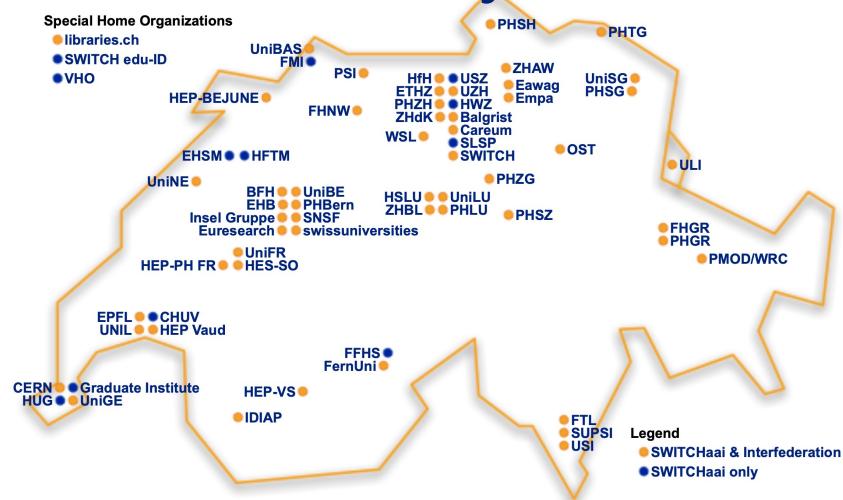 Special Home Organizations
libraries.ch
SWITCH edu-ID
VHO
PHSH
PHTG
UniBAS
FMI
PSI
ZHAW
HfH USZ
UniSG
ETHZ UZH
Eawag
PHSG
HEP-BEJUNE
PHZH HWZ
Empa
FHNW
ZHdK Balgrist
Careum
WSL
SLSP
OST
EHSM HFTM
SWITCH
ULI
UniNE
PHZG
BFH UniBE
HSLU UniLU
EHB PHBern
ZHBL PHLU
PHSZ
Insel Gruppe SNSF
FHGR
Euresearch swissuniversities
PHGR
UniFR
PMOD/WRC
HEP-PH FR HES-SO
EPFL CHUV
UNIL HEP Vaud
FFHS
FernUni
CERN Graduate Institute
HEP-VS
HUG UniGE
IDIAP
FTL
SUPSI
USI
Legend
SWITCHaai & Interfederation
SWITCHaai only